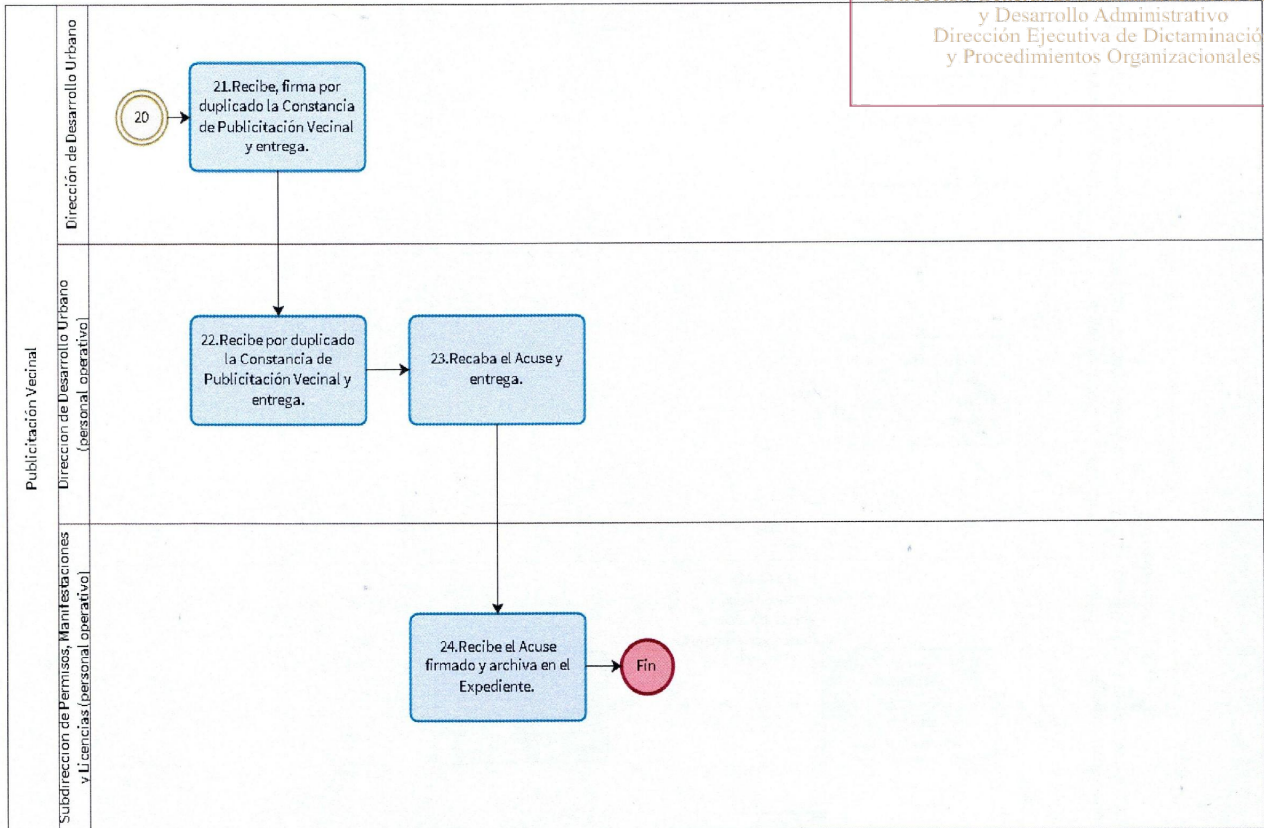 y Desarrollo Administrativo
Dirección Ejecutiva de Dictaminació
y Procedimientos Organizacionales
Publicitación Vecinal
Dirección de Desarrollo Urbano
20
21.Recibe, firma por
duplicado la Constancia
de Publicitación Vecinal
y entrega.
Dirección de Desarrollo Urbano
(personal operativo)
22.Recibe por duplicado
la Constancia de
Publicitación Vecinal y
entrega.
23.Recaba el Acuse y
entrega.
Subdirección de Permisos, Manifestaciones
y Licencias (personal operativo)
24.Recibe el Acuse
firmado y archiva en el
Expediente.
Fin